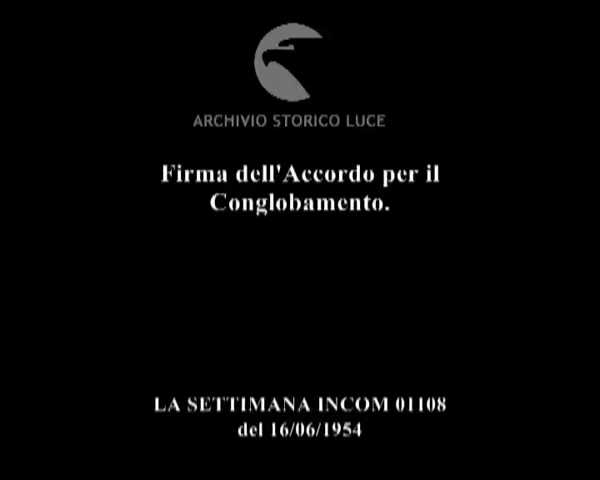 ARCHIVIO STORICO LUCE
Firma dell'Accordo per il
Conglobamento.
LA SETTIMANA INCOM 01108
del 16/06/1954